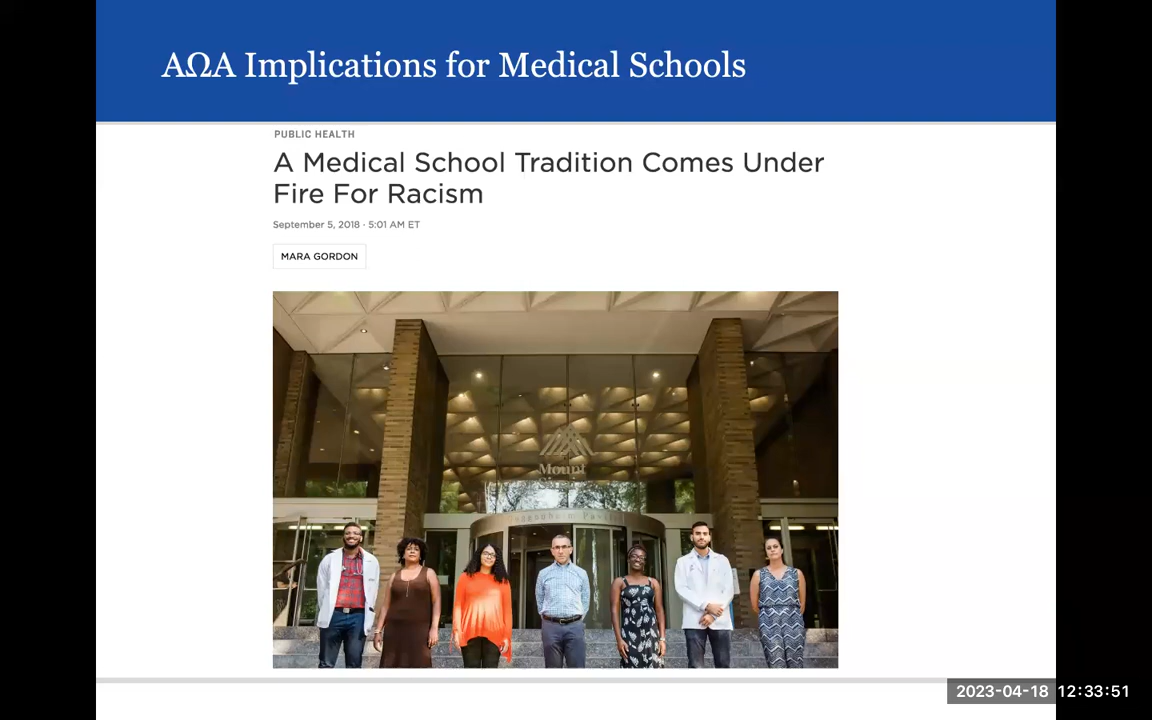 ΑΩΑ Implications for Medical Schools
PUBLIC HEALTH
A Medical School Tradition Comes Under
Fire For Racism
September 5, 2018 · 5:01 AM ET
MARA GORDON
Mount
2023-04-18 12:33:51